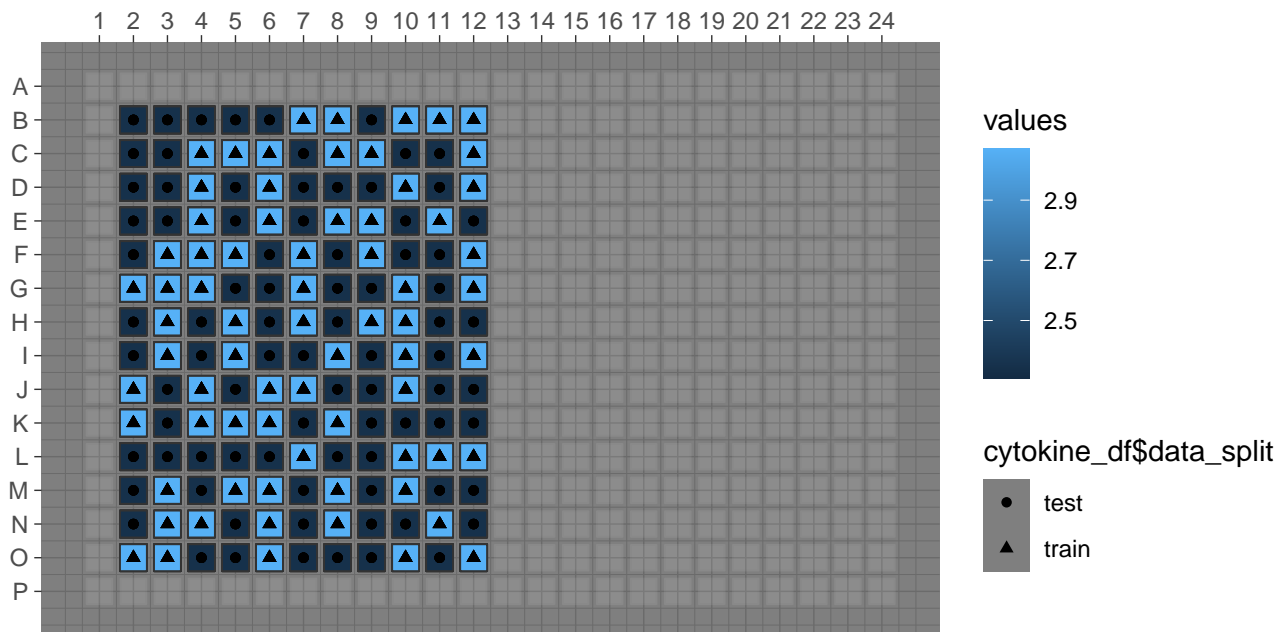 1 2 3 4 5 6 7 8 9 10 11 12 13 14 15 16 17 18 19 20 21 22 23 24
A
B
C
D
E
F
G
H
I
J
K
L
M
N
O
P
values
2.9
2.7
2.5
cytokine_df$data_split
test
train